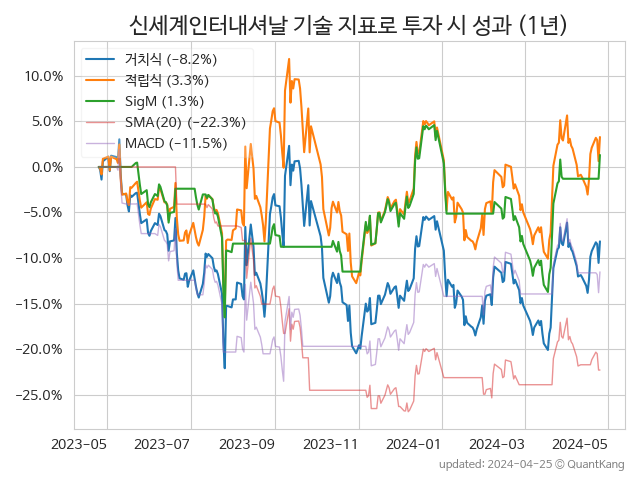 신세계인터내셔날 기술 지표로 투자 시 성과 (1년)
거치식 (−8.2%)
적립식 (3.3%)
SigM (1.3%)
SMA(20) (−22.3%)
MACD (−11.5%)
10.0%
5.0%
0.0%
−5.0%
−10.0%
−15.0%
−20.0%
−25.0%
2023-05 2023-07 2023-09 2023-11 2024-01 2024-03 2024-05
updated: 2024-04-25 © QuantKang